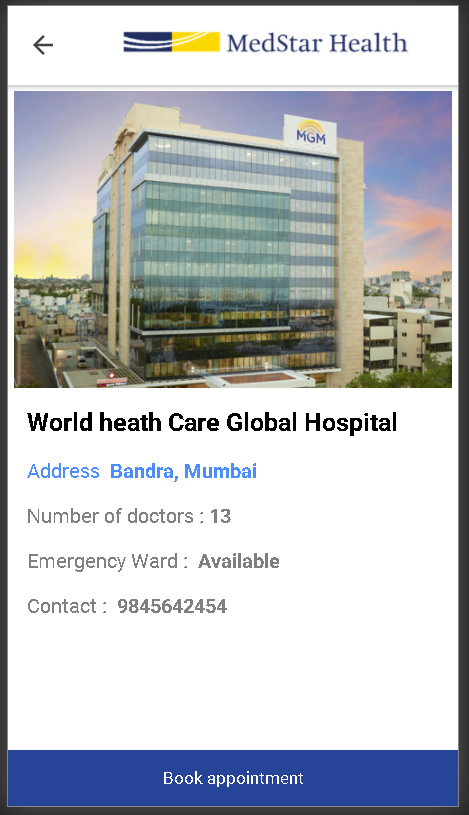 MedStar Health
MGM
World heath Care Global Hospital
Address Bandra, Mumbai
Number of doctors : 13
Emergency Ward : Available
Contact : 9845642454
Book appointment